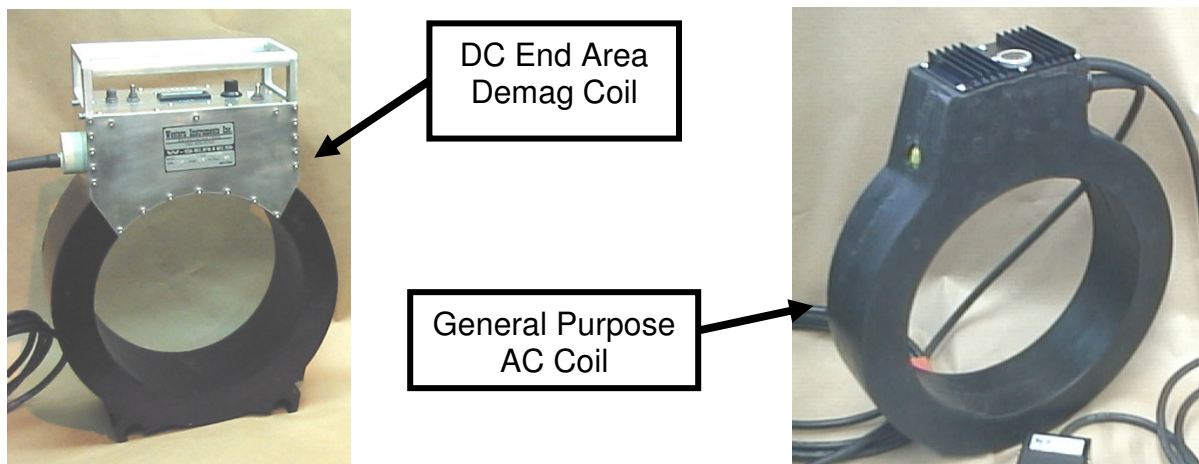 DC End Area
Demag Coil
Western Instruments Inc.
W-SERIES
General Purpose
AC Coil